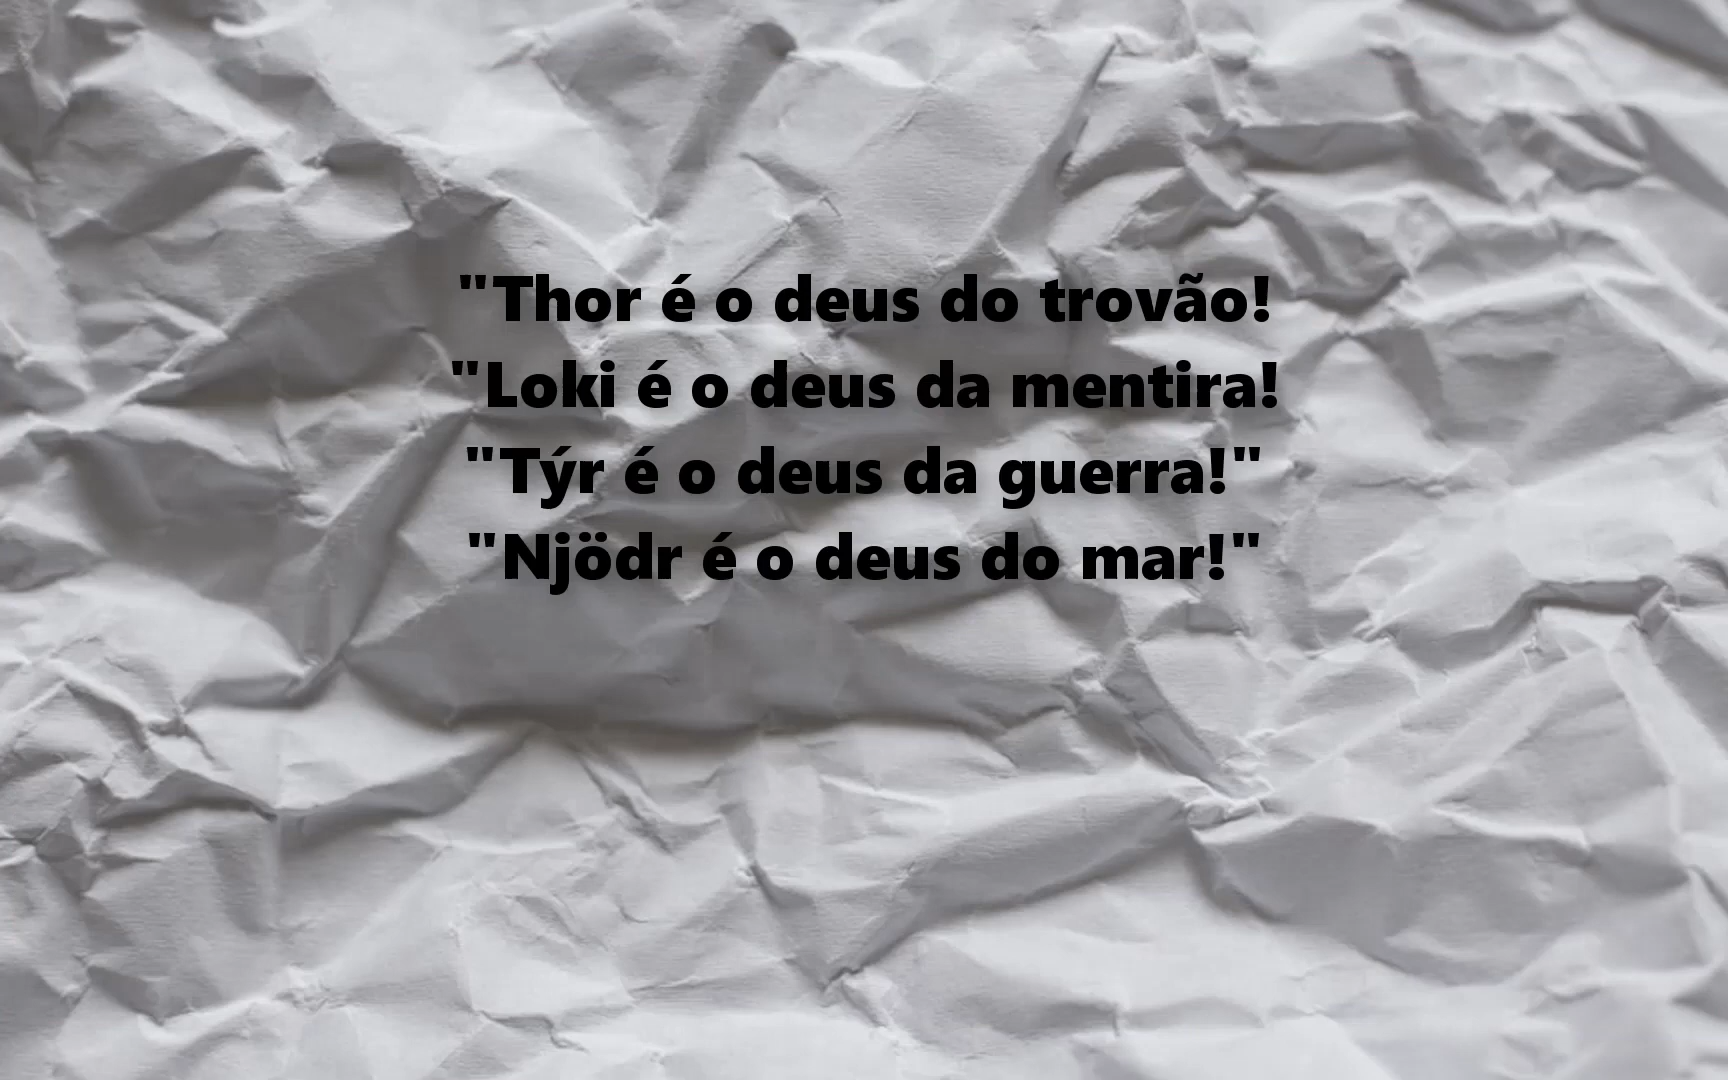 "Thor é o deus do trovão!
"Loki é o deus da mentira!
"Týr é o deus da guerra!"
"Njödr é o deus do mar!"